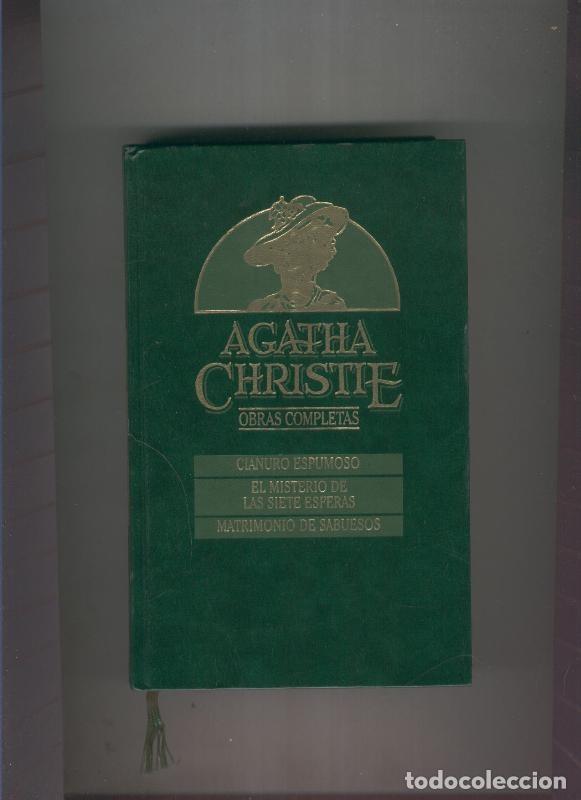 AGATHA
CHRISTIE
OBRAS COMPLETAS
CIANURO ESPUMOSO
EL MISTERIO DE
LAS SIETE ESFERAS
MATRIMONIO DE SABUESOS
todocoleccion